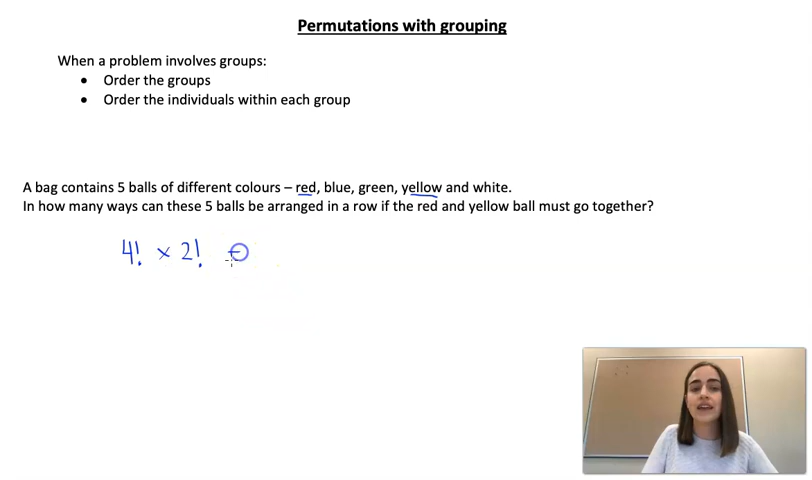 Permutations with grouping
When a problem involves groups:
• Order the groups
• Order the individuals within each group
A bag contains 5 balls of different colours – red, blue, green, yellow and white.
In how many ways can these 5 balls be arranged in a row if the red and yellow ball must go together?
4! × 2!